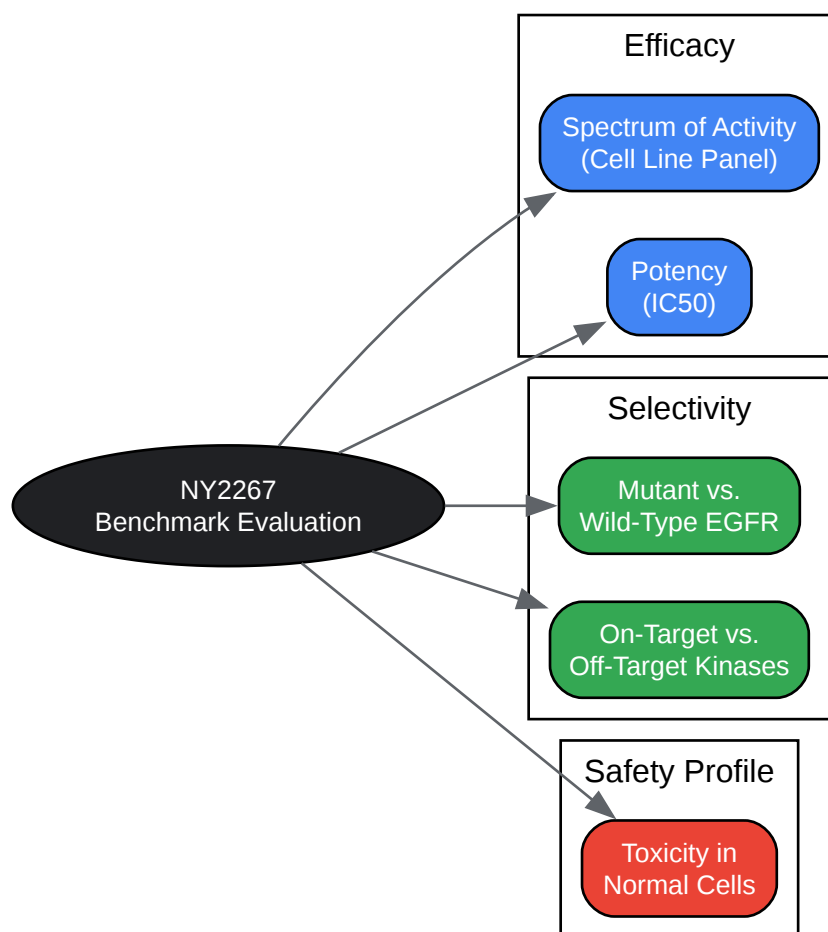 Efficacy
Spectrum of Activity
(Cell Line Panel)
Potency
(IC50)
Selectivity
NY2267
Benchmark Evaluation
Mutant vs.
Wild-Type EGFR
On-Target vs.
Off-Target Kinases
Safety Profile
Toxicity in
Normal Cells